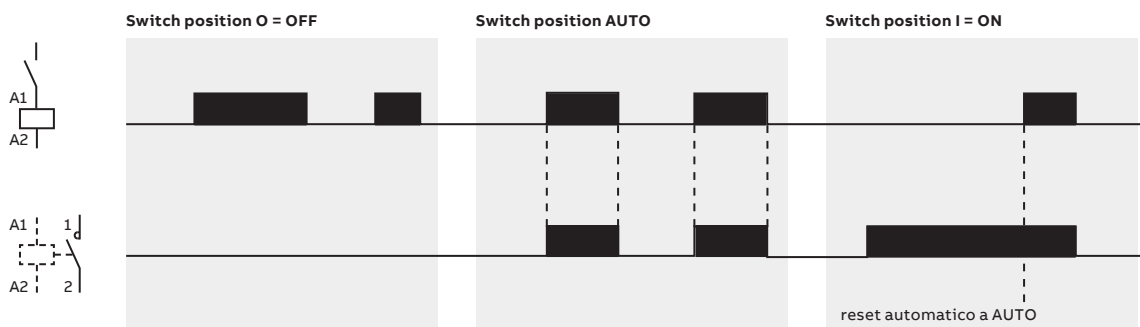 Switch position O = OFF
Switch position AUTO
Switch position I = ON
A1
A2
A1 1
A2 2
reset automatico a AUTO